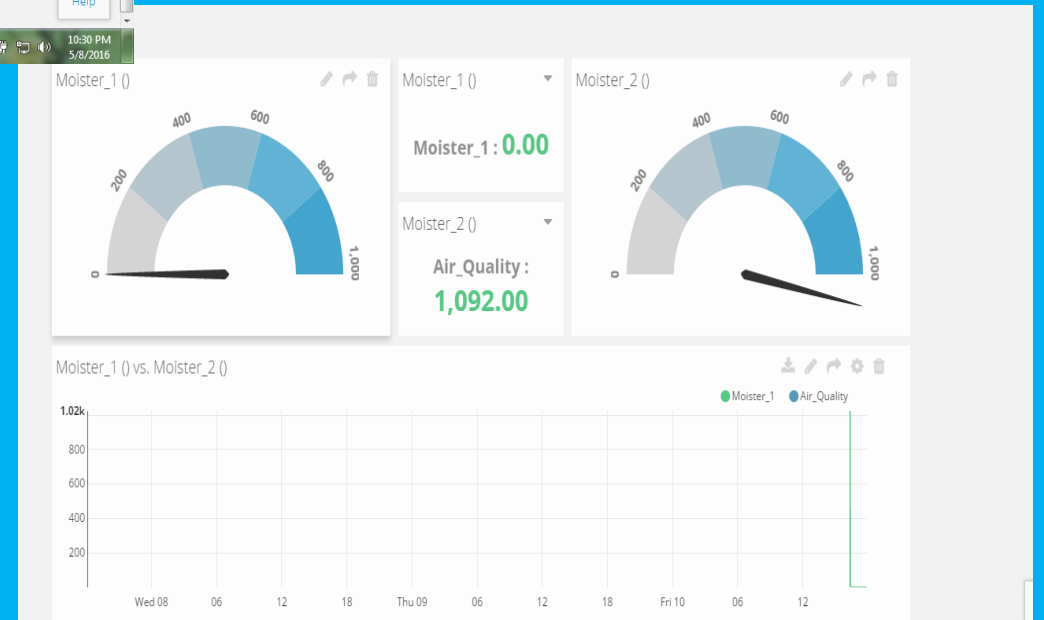 Help
10:30 PM
5/8/2016
Moister_1 ()
0
200
400
600
800
1,000
Moister_1 ()
Moister_1 : 0.00
Moister_2 ()
Air_Quality :
1,092.00
Moister_2 ()
0
200
400
600
800
1,000
Moister_1 () vs. Moister_2 ()
Moister_1 Air_Quality
1.02k
800
600
400
200
Wed 08 06 12 18 Thu 09 06 12 18 Fri 10 06 12